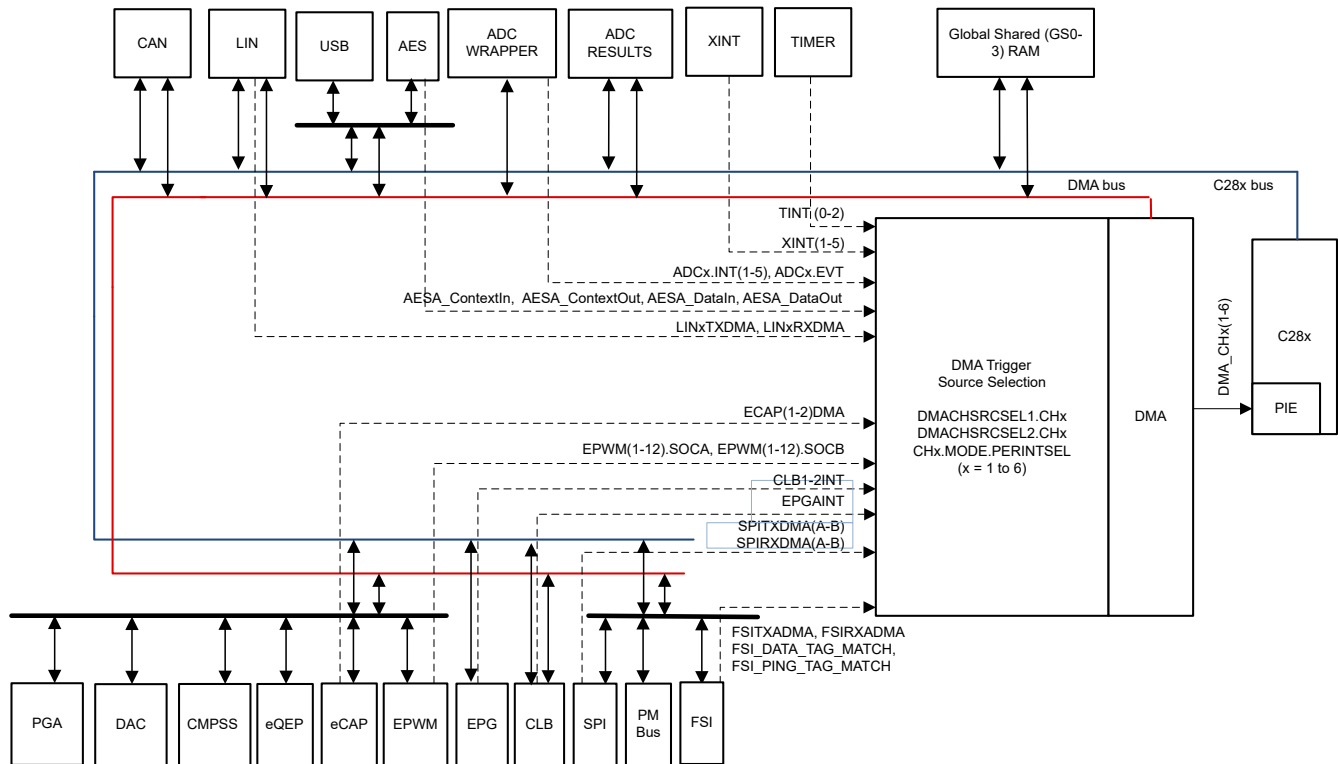 CAN
LIN
USB
AES
ADC
WRAPPER
ADC
RESULTS
XINT
TIMER
Global Shared (GS0-
3) RAM
DMA bus
C28x bus
TINT (0-2)
XINT(1-5)
ADCx.INT(1-5), ADCx.EVT
AESA_ContextIn, AESA_ContextOut, AESA_DataIn, AESA_DataOut
LINxTXDMA, LINxRXDMA
DMA Trigger
Source Selection
DMACHSRCSEL1.CHx
DMACHSRCSEL2.CHx
CHx.MODE.PERINTSEL
(x = 1 to 6)
DMA
DMA_CHx(1-6)
C28x
PIE
ECAP(1-2)DMA
EPWM(1-12).SOCA, EPWM(1-12).SOCB
CLB1-2INT
EPGAINT
SPITXDMA(A-B)
SPIRXDMA(A-B)
FSITXADMA, FSIRXADMA
FSI_DATA_TAG_MATCH,
FSI_PING_TAG_MATCH
PGA
DAC
CMPSS
eQEP
eCAP
EPWM
EPG
CLB
SPI
PM
Bus
FSI